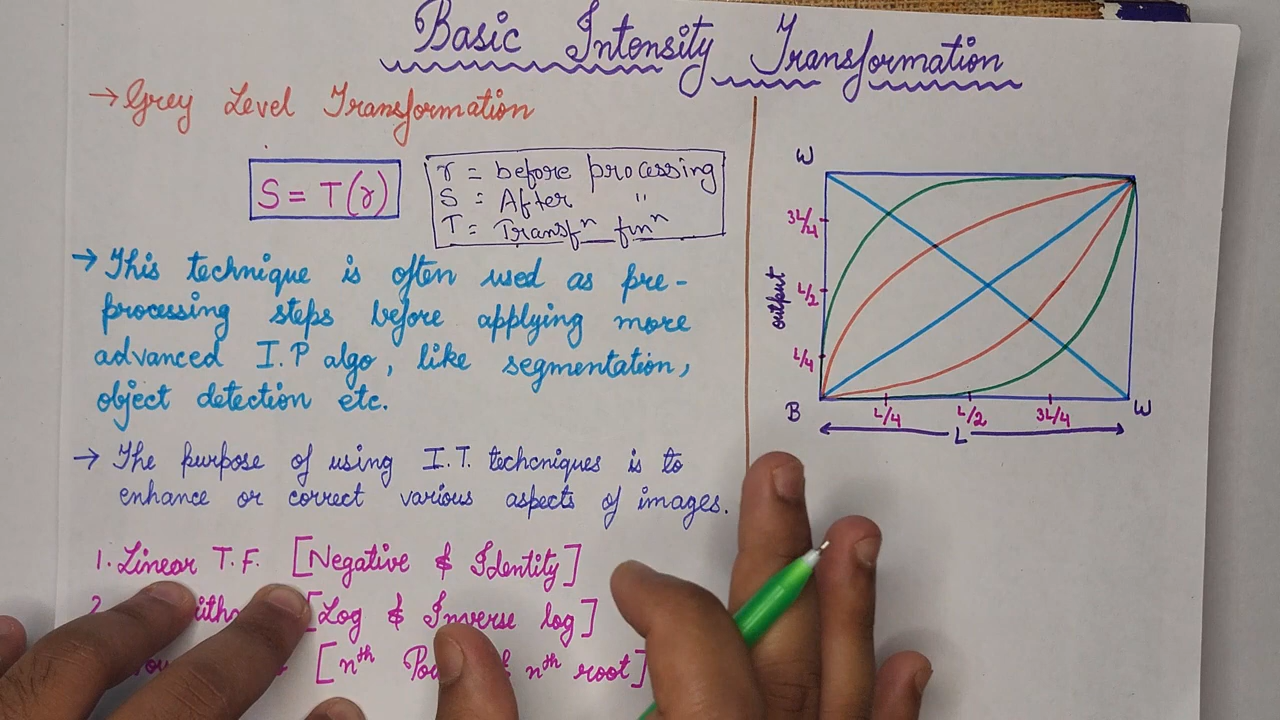 Basic Intensity Transformation
→ Grey Level Transformation
S = T(r)
r = before processing
S = After "
T = Transfⁿ funⁿ
→ This technique is often used as pre-
processing steps before applying more
advanced I.P algo, like segmentation,
object detection etc.
→ The purpose of using I.T. techcniques is to
enhance or correct various aspects of images.
1. Linear T.F. [Negative & Identity]
2. [Log & Inverse log]
[nth nth root]
W
3L/4
L/2
L/4
output
B
L/4 L/2 3L/4 W
L